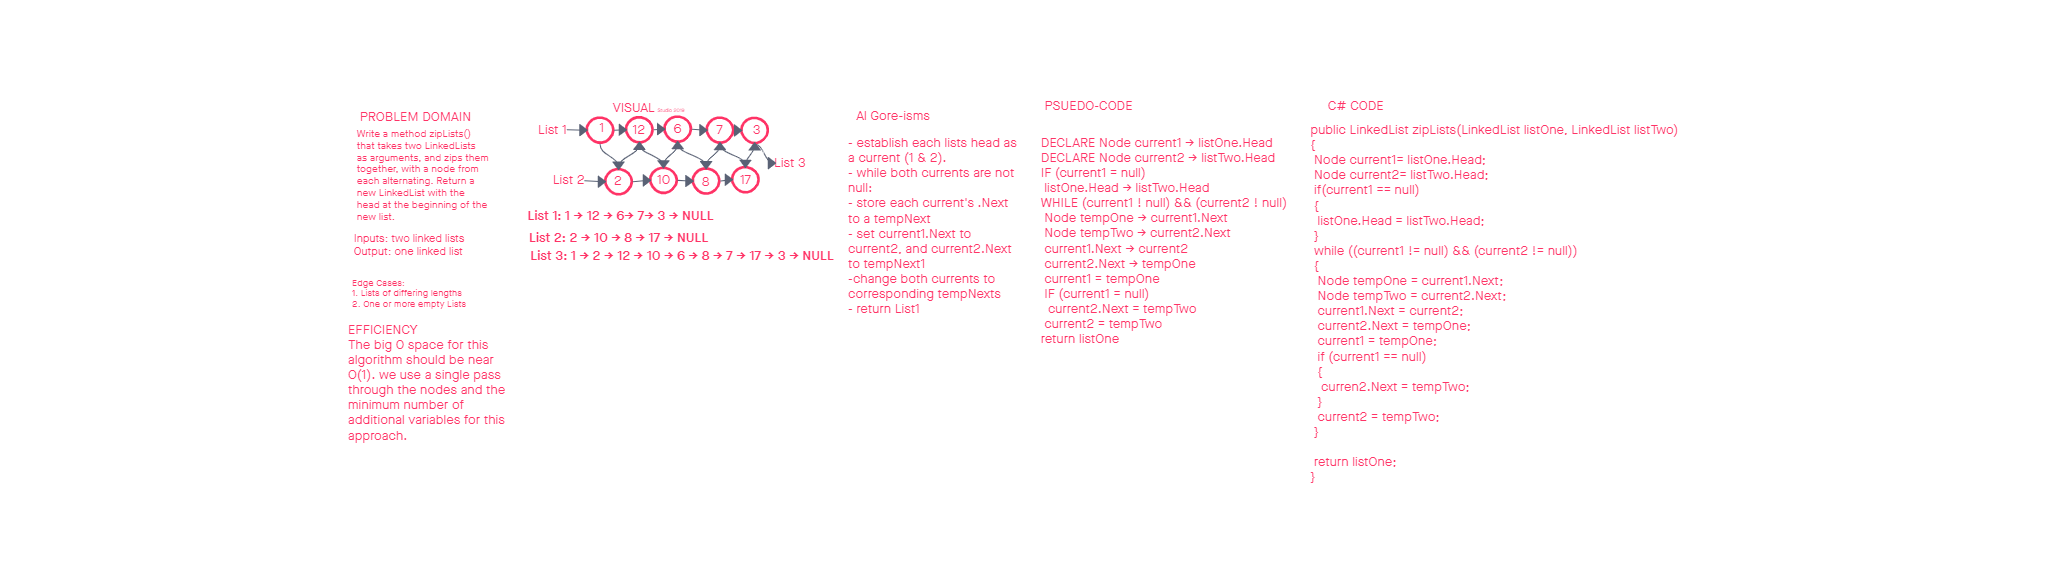 PROBLEM DOMAIN
Write a method zipLists()
that takes two LinkedLists
as arguments, and zips them
together, with a node from
each alternating. Return a
new LinkedList with the
head at the beginning of the
new list.
Inputs: two linked lists
Output: one linked list
Edge Cases:
1. Lists of differing lengths
2. One or more empty Lists
EFFICIENCY
The big O space for this
algorithm should be near
O(1). we use a single pass
through the nodes and the
minimum number of
additional variables for this
approach.
VISUAL Studio 2019
List 1 1 12 6 7 3
List 3
List 2 2 10 8 17
List 1: 1 → 12 → 6→ 7→ 3 → NULL
List 2: 2 → 10 → 8 → 17 → NULL
List 3: 1 → 2 → 12 → 10 → 6 → 8 → 7 → 17 → 3 → NULL
Al Gore-isms
- establish each lists head as
a current (1 & 2).
- while both currents are not
null:
- store each current's .Next
to a tempNext
- set current1.Next to
current2, and current2.Next
to tempNext1
-change both currents to
corresponding tempNexts
- return List1
PSUEDO-CODE
DECLARE Node current1 → listOne.Head
DECLARE Node current2 → listTwo.Head
IF (current1 = null)
listOne.Head → listTwo.Head
WHILE (current1 ! null) && (current2 ! null)
Node tempOne → current1.Next
Node tempTwo → current2.Next
current1.Next → current2
current2.Next → tempOne
current1 = tempOne
IF (current1 = null)
current2.Next = tempTwo
current2 = tempTwo
return listOne
C# CODE
public LinkedList zipLists(LinkedList listOne, LinkedList listTwo)
{
Node current1= listOne.Head;
Node current2= listTwo.Head;
if(current1 == null)
{
listOne.Head = listTwo.Head;
}
while ((current1 != null) && (current2 != null))
{
Node tempOne = current1.Next;
Node tempTwo = current2.Next;
current1.Next = current2;
current2.Next = tempOne;
current1 = tempOne;
if (current1 == null)
{
curren2.Next = tempTwo;
}
current2 = tempTwo;
}
return listOne;
}